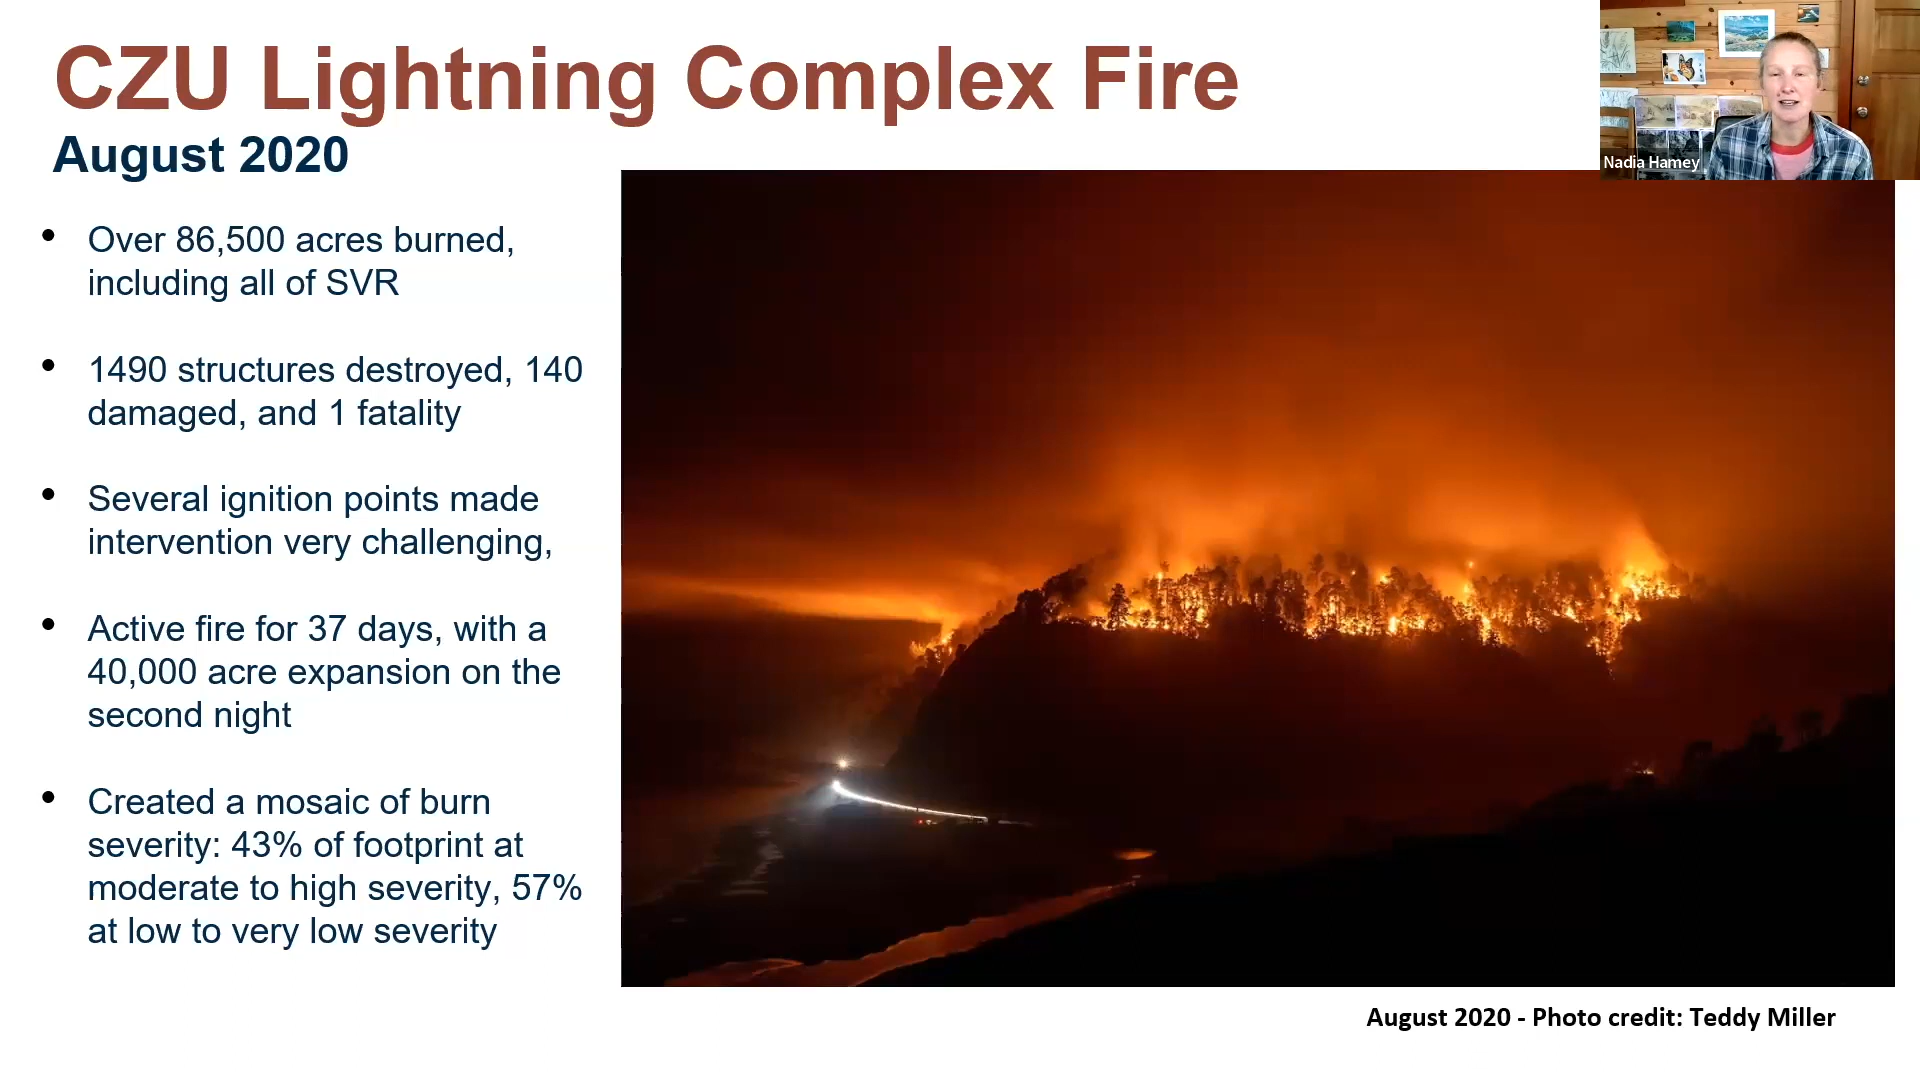 CZU Lightning Complex Fire
August 2020
Nadia Hamey
• Over 86,500 acres burned,
including all of SVR
• 1490 structures destroyed, 140
damaged, and 1 fatality
• Several ignition points made
intervention very challenging,
• Active fire for 37 days, with a
40,000 acre expansion on the
second night
• Created a mosaic of burn
severity: 43% of footprint at
moderate to high severity, 57%
at low to very low severity
August 2020 - Photo credit: Teddy Miller